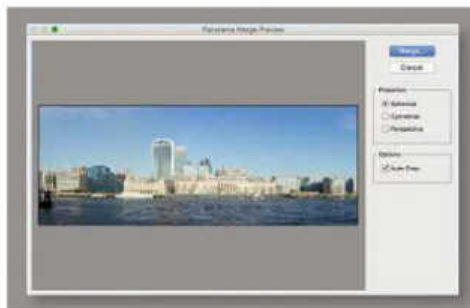 Panorama Merge Preview
Merge...
Cancel
Projection
Spherical
Cylindrical
Perspective
Options
Auto Crop